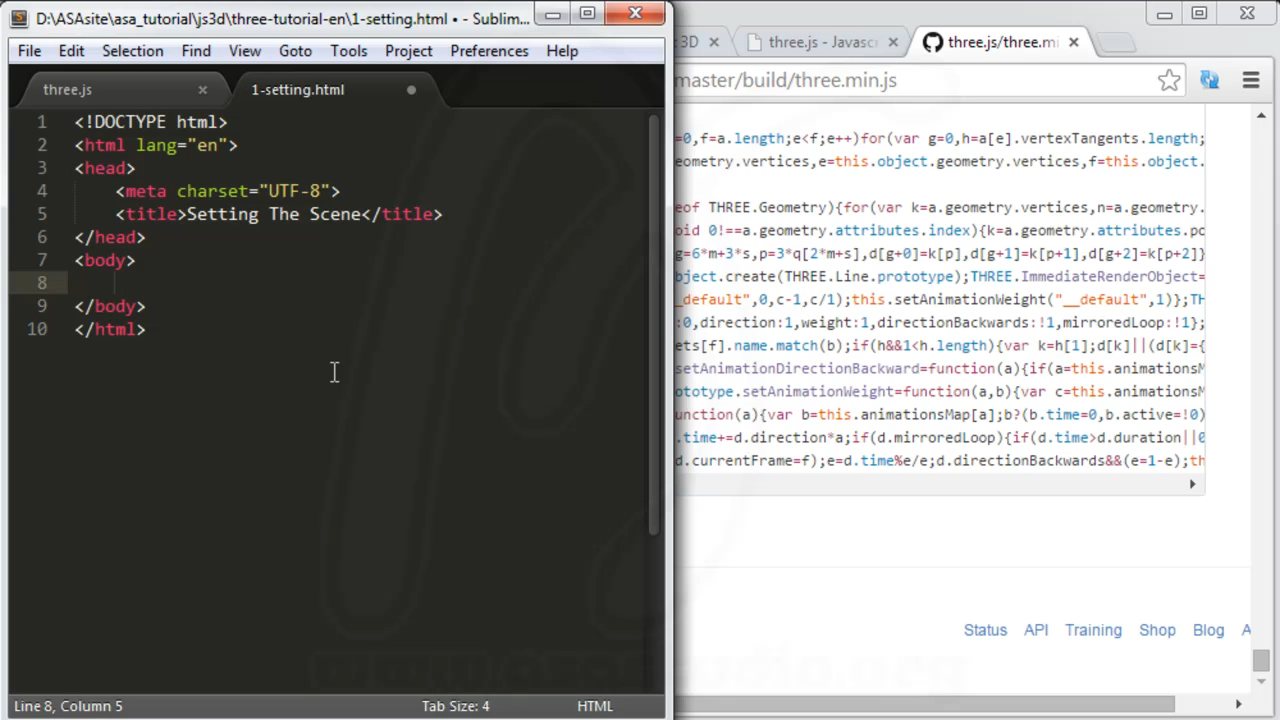 D:\ASAsite\asa_tutorial\js3d\three-tutorial-en\1-setting.html • - Sublim...
File Edit Selection Find View Goto Tools Project Preferences Help
three.js
1-setting.html
1 <!DOCTYPE html>
2 <html lang="en">
3 <head>
4 <meta charset="UTF-8">
5 <title>Setting The Scene</title>
6 </head>
7 <body>
8
9 </body>
10 </html>
Line 8, Column 5
Tab Size: 4
HTML
3D
three.js - Javasc
three.js/three.mi
master/build/three.min.js
=0,f=a.length;e<f;e++)for(var g=0,h=a[e].vertexTangents.length;
eometry.vertices,e=this.object.geometry.vertices,f=this.object.
eof THREE.Geometry){for(var k=a.geometry.vertices,n=a.geometry.
oid 0!==a.geometry.attributes.index){k=a.geometry.attributes.po
g=6*m+3*s,p=3*q[2*m+s],d[g+0]=k[p],d[g+1]=k[p+1],d[g+2]=k[p+2]}
bject.create(THREE.Line.prototype);THREE.ImmediateRenderObject=
_default",0,c-1,c/1);this.setAnimationWeight("__default",1)};TH
:0,direction:1,weight:1,directionBackwards:!1,mirroredLoop:!1};
ets[f].name.match(b);if(h&&1<h.length){var k=h[1];d[k]||(d[k]={
setAnimationDirectionBackward=function(a){if(a=this.animationsM
ototype.setAnimationWeight=function(a,b){var c=this.animationsM
unction(a){var b=this.animationsMap[a];b?(b.time=0,b.active=!0)
.time+=d.direction*a;if(d.mirroredLoop){if(d.time>d.duration||0
d.currentFrame=f);e=d.time%e/e;d.directionBackwards&&(e=1-e);th
Status API Training Shop Blog A